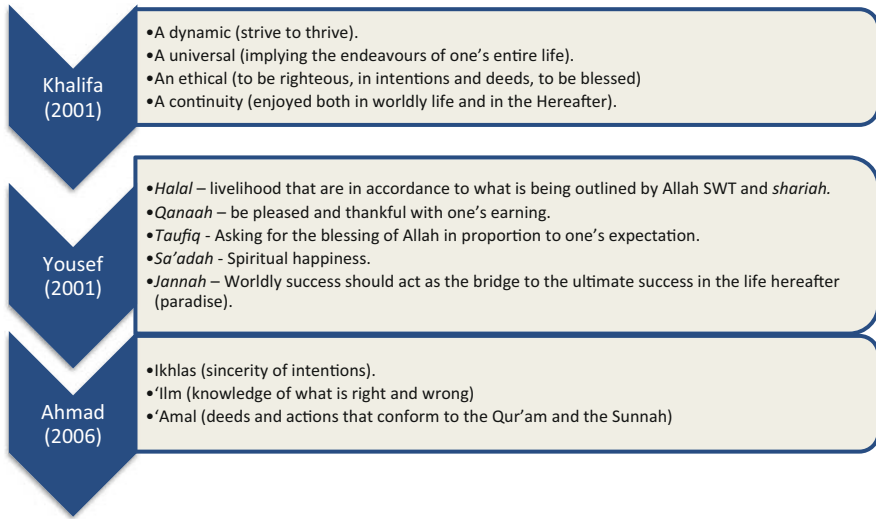 Khalifa
(2001)
•A dynamic (strive to thrive).
•A universal (implying the endeavours of one’s entire life).
•An ethical (to be righteous, in intentions and deeds, to be blessed)
•A continuity (enjoyed both in worldly life and in the Hereafter).
Yousef
(2001)
•Halal – livelihood that are in accordance to what is being outlined by Allah SWT and shariah.
•Qanaah – be pleased and thankful with one’s earning.
•Taufiq - Asking for the blessing of Allah in proportion to one’s expectation.
•Sa’adah - Spiritual happiness.
•Jannah – Worldly success should act as the bridge to the ultimate success in the life hereafter
(paradise).
Ahmad
(2006)
•Ikhlas (sincerity of intentions).
•‘Ilm (knowledge of what is right and wrong)
•‘Amal (deeds and actions that conform to the Qur’am and the Sunnah)